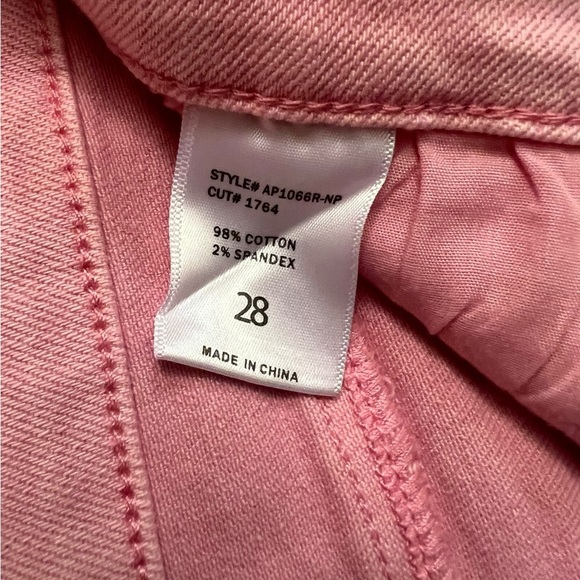 STYLE# AP1066R-NP
CUT# 1764
98% COTTON
2% SPANDEX
28
MADE IN CHINA